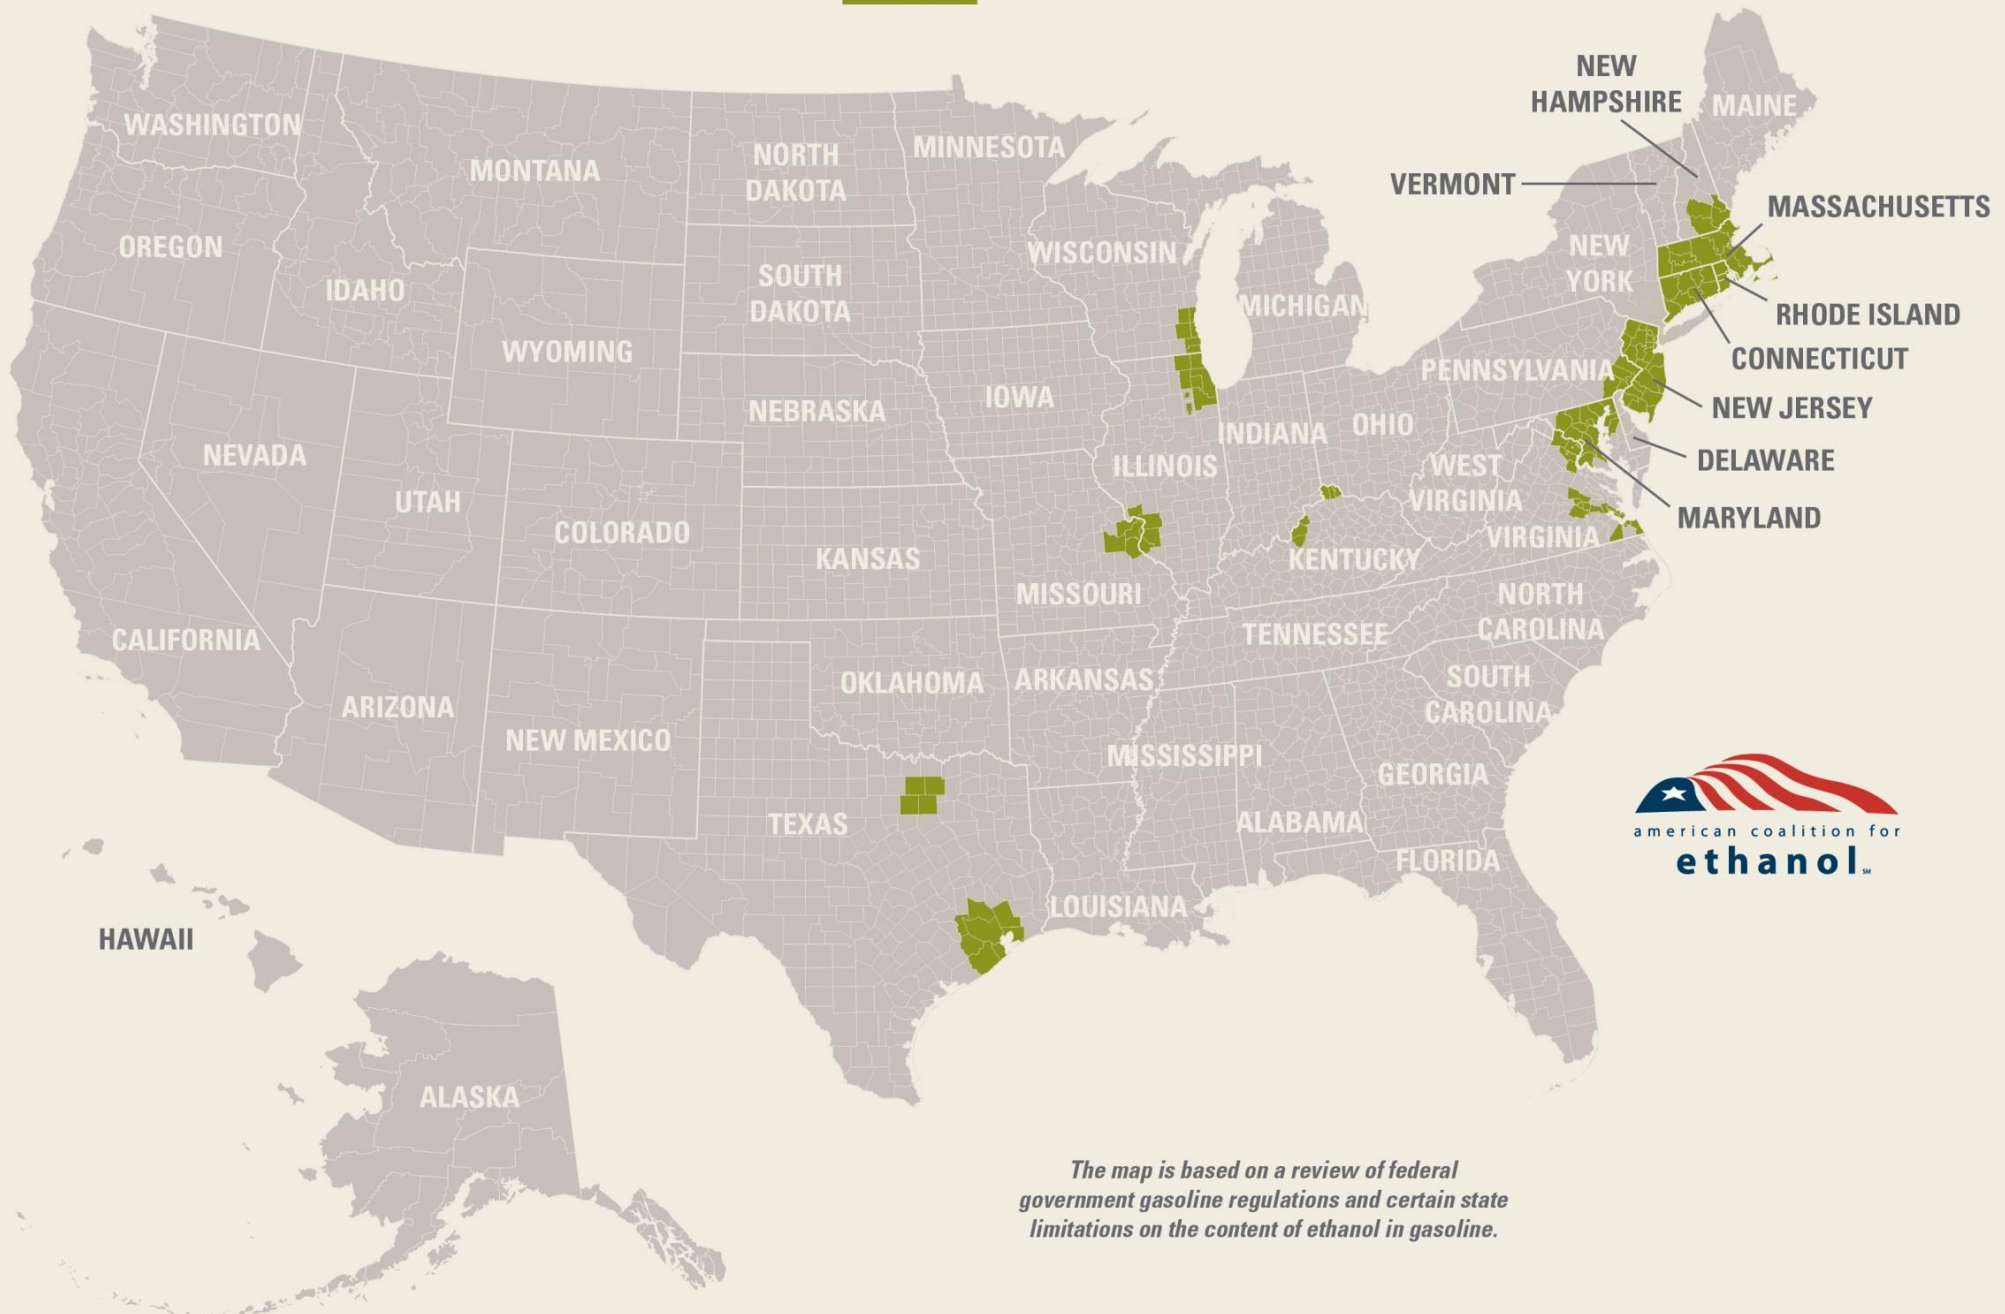 NEW
HAMPSHIRE
MAINE
WASHINGTON
MONTANA
NORTH
DAKOTA
MINNESOTA
VERMONT
MASSACHUSETTS
OREGON
IDAHO
SOUTH
DAKOTA
WISCONSIN
MICHIGAN
NEW
YORK
RHODE ISLAND
CONNECTICUT
WYOMING
PENNSYLVANIA
NEW JERSEY
NEBRASKA
IOWA
INDIANA
OHIO
DELAWARE
NEVADA
UTAH
COLORADO
ILLINOIS
WEST
VIRGINIA
MARYLAND
KANSAS
MISSOURI
KENTUCKY
VIRGINIA
CALIFORNIA
NORTH
CAROLINA
TENNESSEE
ARIZONA
NEW MEXICO
OKLAHOMA
ARKANSAS
SOUTH
CAROLINA
MISSISSIPPI
GEORGIA
TEXAS
ALABAMA
FLORIDA
LOUISIANA
american coalition for
ethanol SM
HAWAII
ALASKA
The map is based on a review of federal
government gasoline regulations and certain state
limitations on the content of ethanol in gasoline.